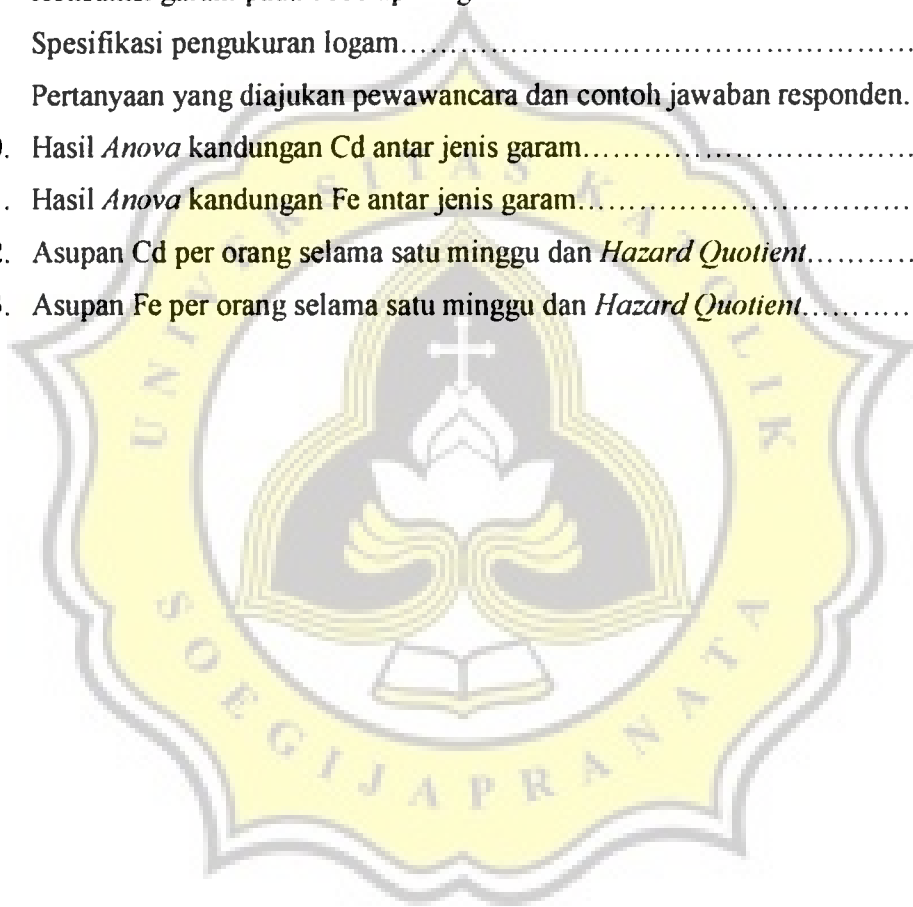 Spesifikasi pengukuran logam
Pertanyaan yang diajukan pewawancara dan contoh jawaban responden.
. Hasil Anova kandungan Cd antar jenis garam
. Hasil Anova kandungan Fe antar jenis garam
. Asupan Cd per orang selama satu minggu dan Hazard Quotient
. Asupan Fe per orang selama satu minggu dan Hazard Quotient
UNIVERSITAS KATOLIK
SOEGIJAPRANATA